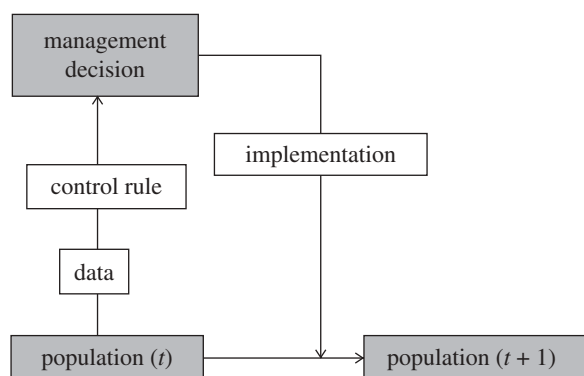 management
decision
implementation
control rule
data
population (t)
population (t + 1)